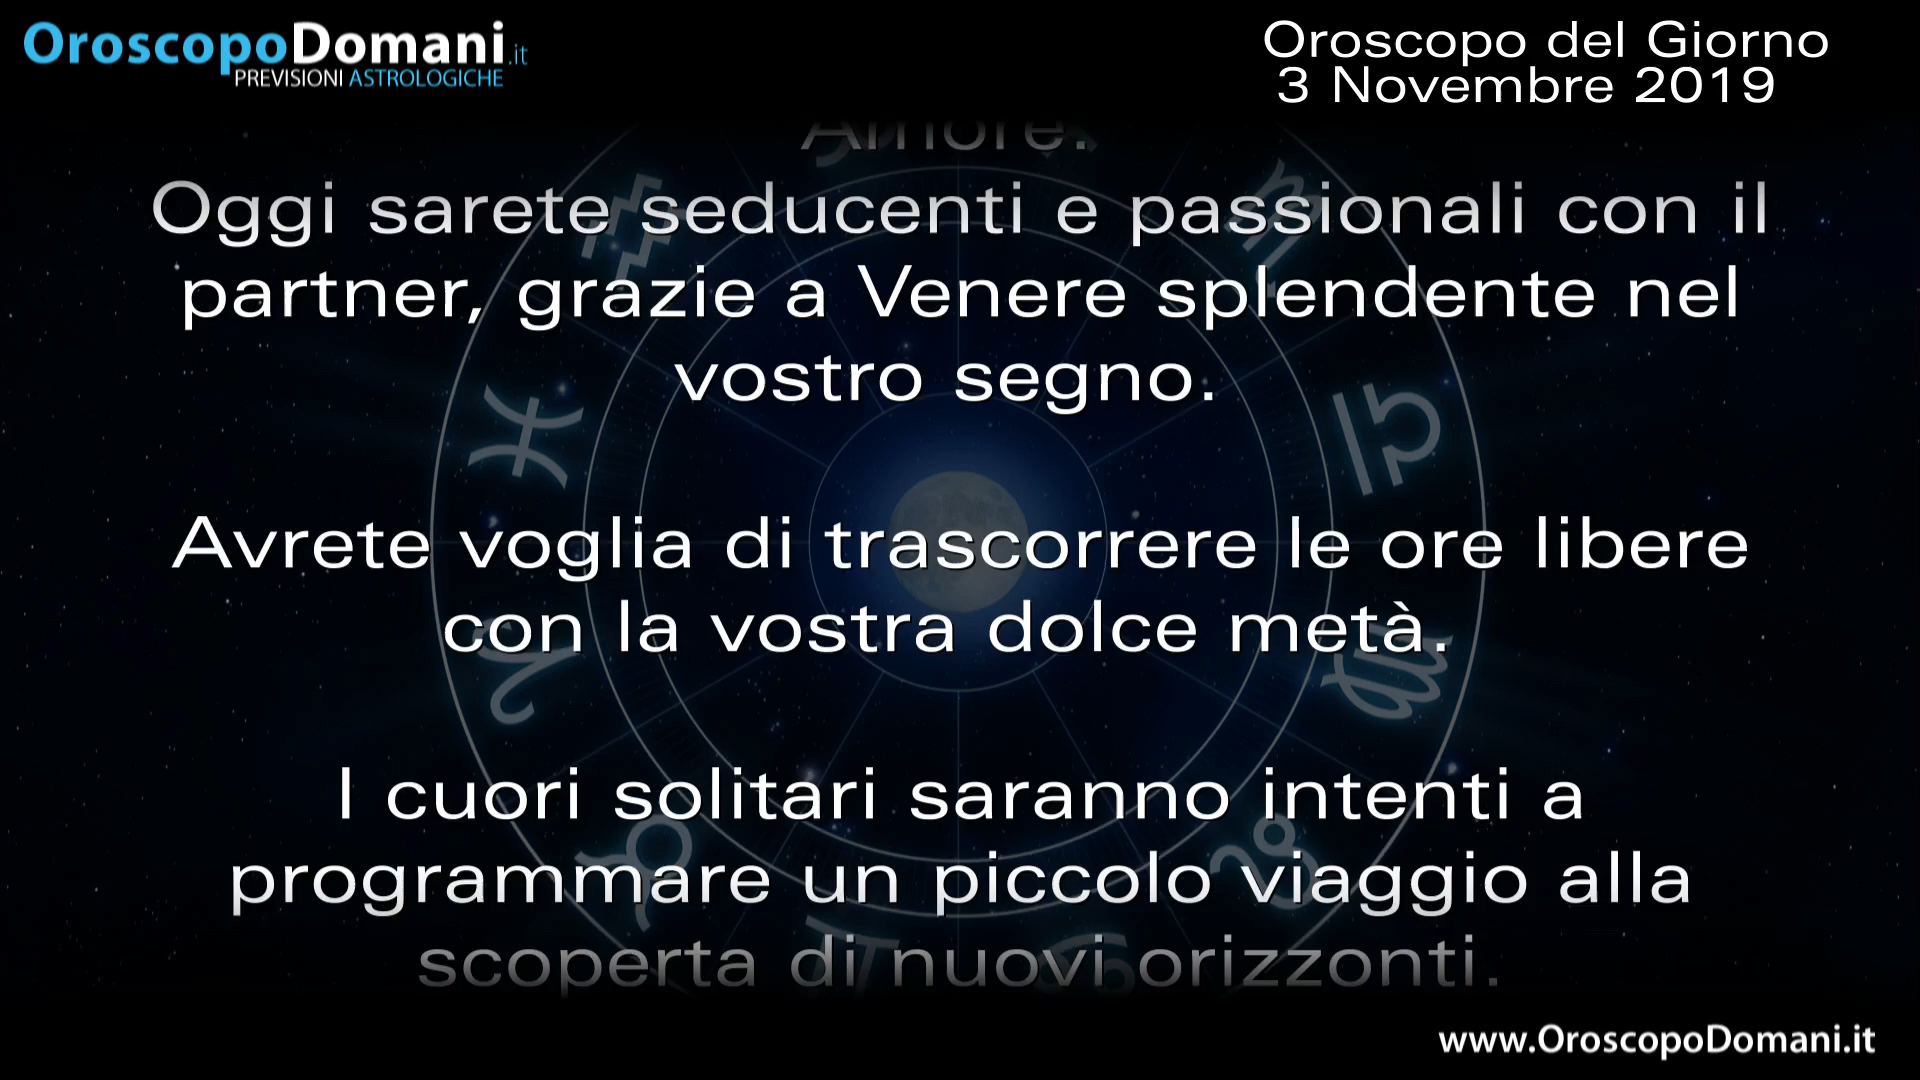 OroscopoDomani.it
PREVISIONI ASTROLOGICHE
Oroscopo del Giorno
3 Novembre 2019
Amore:
Oggi sarete seducenti e passionali con il
partner, grazie a Venere splendente nel
vostro segno.
Avrete voglia di trascorrere le ore libere
con la vostra dolce metà.
I cuori solitari saranno intenti a
programmare un piccolo viaggio alla
scoperta di nuovi orizzonti.
www.OroscopoDomani.it